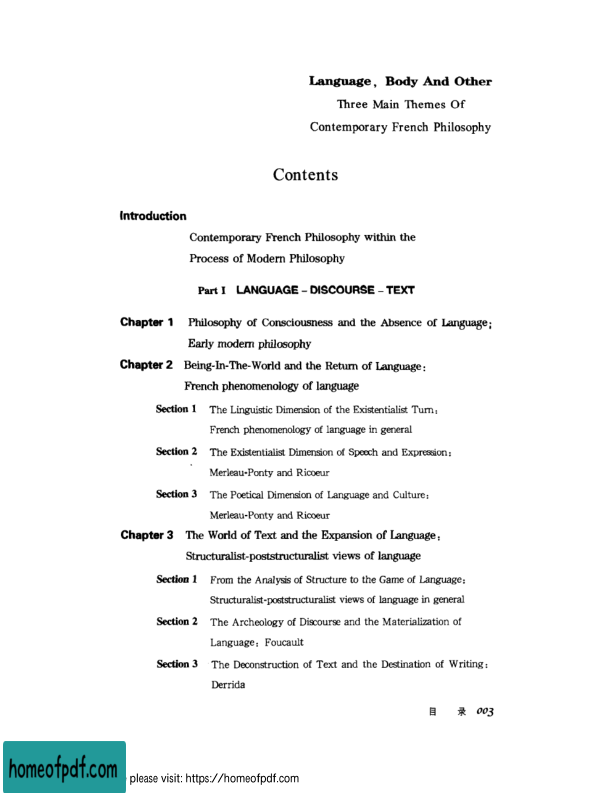 Language, Body And Other
Three Main Themes Of
Contemporary French Philosophy
Contents
Introduction
Contemporary French Philosophy within the
Process of Modern Philosophy
Part I LANGUAGE – DISCOURSE – TEXT
Chapter 1 Philosophy of Consciousness and the Absence of Language:
Early modern philosophy
Chapter 2 Being-In-The-World and the Return of Language:
French phenomenology of language
Section 1 The Linguistic Dimension of the Existentialist Turn:
French phenomenology of language in general
Section 2 The Existentialist Dimension of Speech and Expression:
Merleau-Ponty and Ricoeur
Section 3 The Poetical Dimension of Language and Culture:
Merleau-Ponty and Ricoeur
Chapter 3 The World of Text and the Expansion of Language:
Structuralist-poststructuralist views of language
Section 1 From the Analysis of Structure to the Game of Language:
Structuralist-poststructuralist views of language in general
Section 2 The Archeology of Discourse and the Materialization of
Language: Foucault
Section 3 The Deconstruction of Text and the Destination of Writing:
Derrida
目 录 003
homeofpdf.com
please visit: https://homeofpdf.com